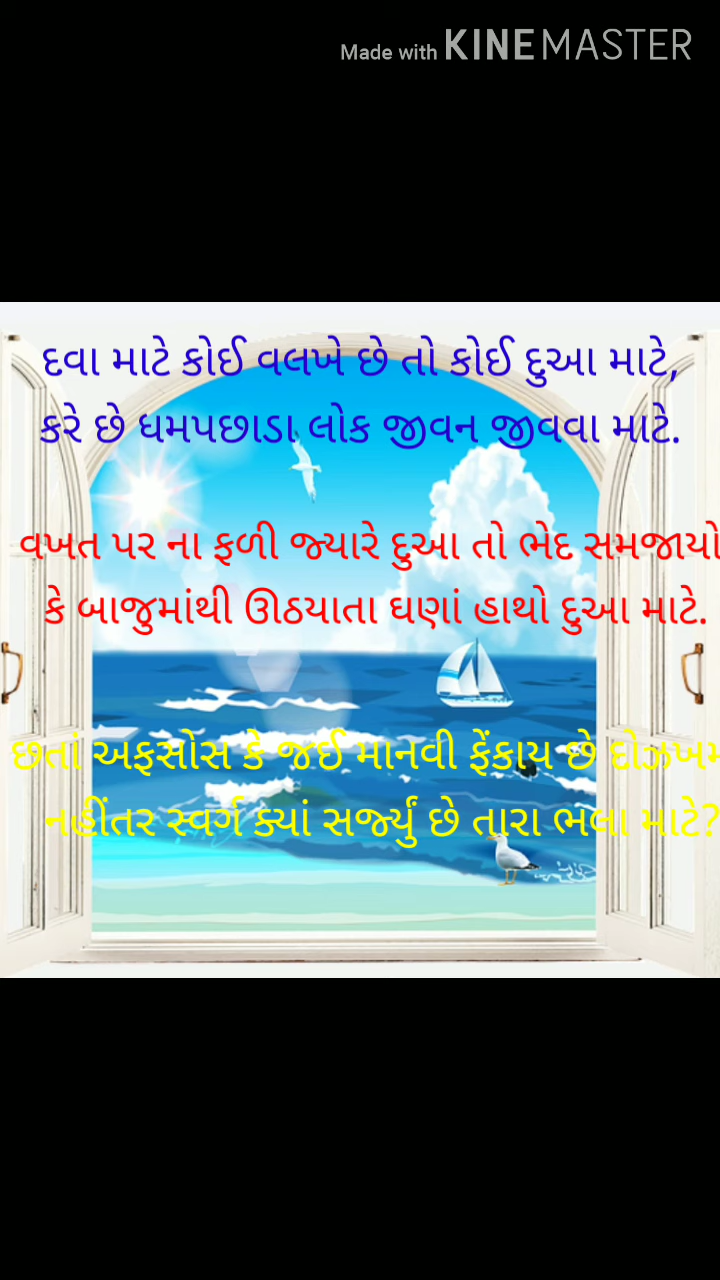 Made with KINEMASTER
દવા માટે કોઈ વલખે છે તો કોઈ દુઆ માટે,
કરે છે ધમપછાડા લોક જીવન જીવવા માટે.
વખત પર ના ફળી જ્યારે દુઆ તો ભેદ સમજાયો
કે બાજુમાંથી ઊઠયાતા ઘણાં હાથો દુઆ માટે.
છતાં અફસોસ કે જઈ માનવી ફેંકાય છે
નહીંતર સ્વર્ગ ક્યાં સર્જ્યું છે તારા ભલા માટે?